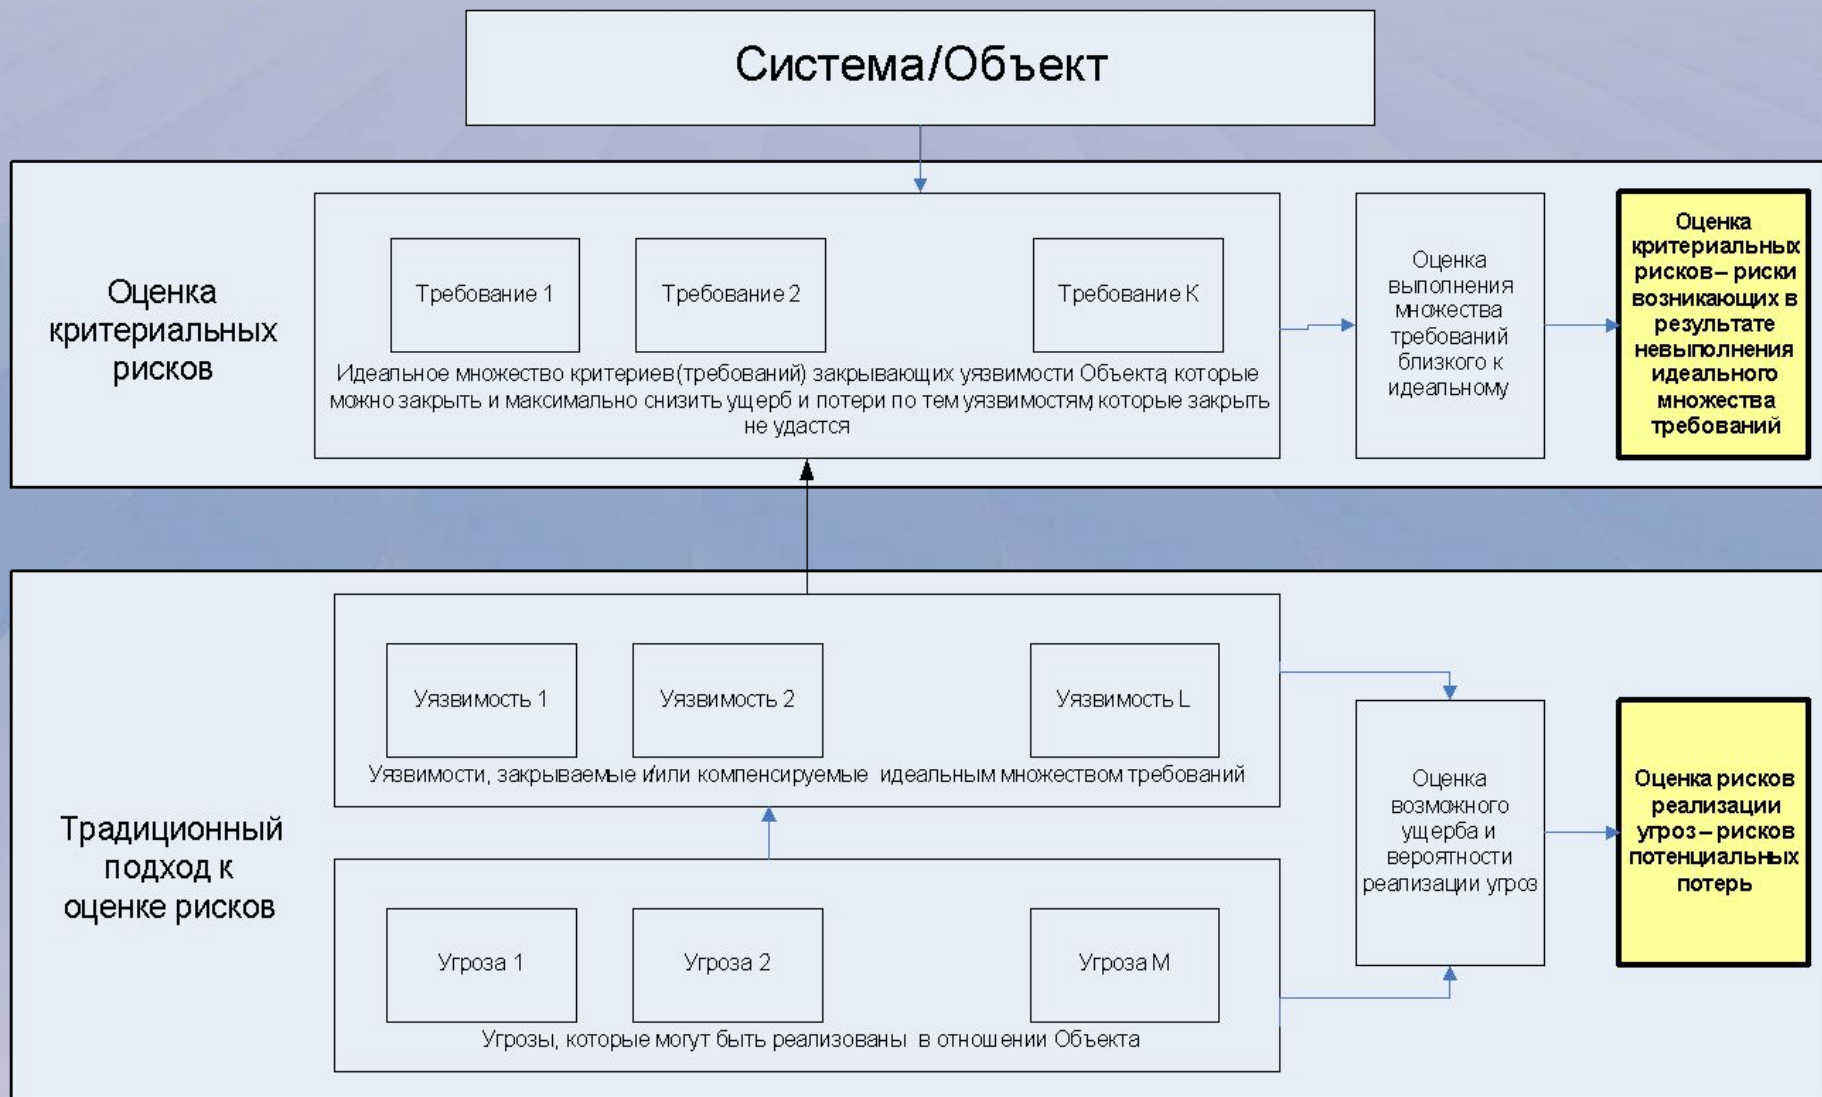 Система/Объект
Оценка
критериальных
рисков
Требование 1
Требование 2
Требование К
Идеальное множество критериев(требований) закрывающих уязвимости Объекта, которые
можно закрыть и максимально снизить ущерб и потери по тем уязвимостям, которые закрыть
не удастся
Оценка
выполнения
множества
требований
близкого к
идеальному
Оценка
критериальных
рисков – риски
возникающих в
результате
невыполнения
идеального
множества
требований
Традиционный
подход к
оценке рисков
Уязвимость 1
Уязвимость 2
Уязвимость L
Уязвимости, закрываемые и/или компенсируемые идеальным множеством требований
Угроза 1
Угроза 2
Угроза М
Угрозы, которые могут быть реализованы в отношении Объекта
Оценка
возможного
ущерба и
вероятности
реализации угроз
Оценка рисков
реализации
угроз – рисков
потенциальных
потерь